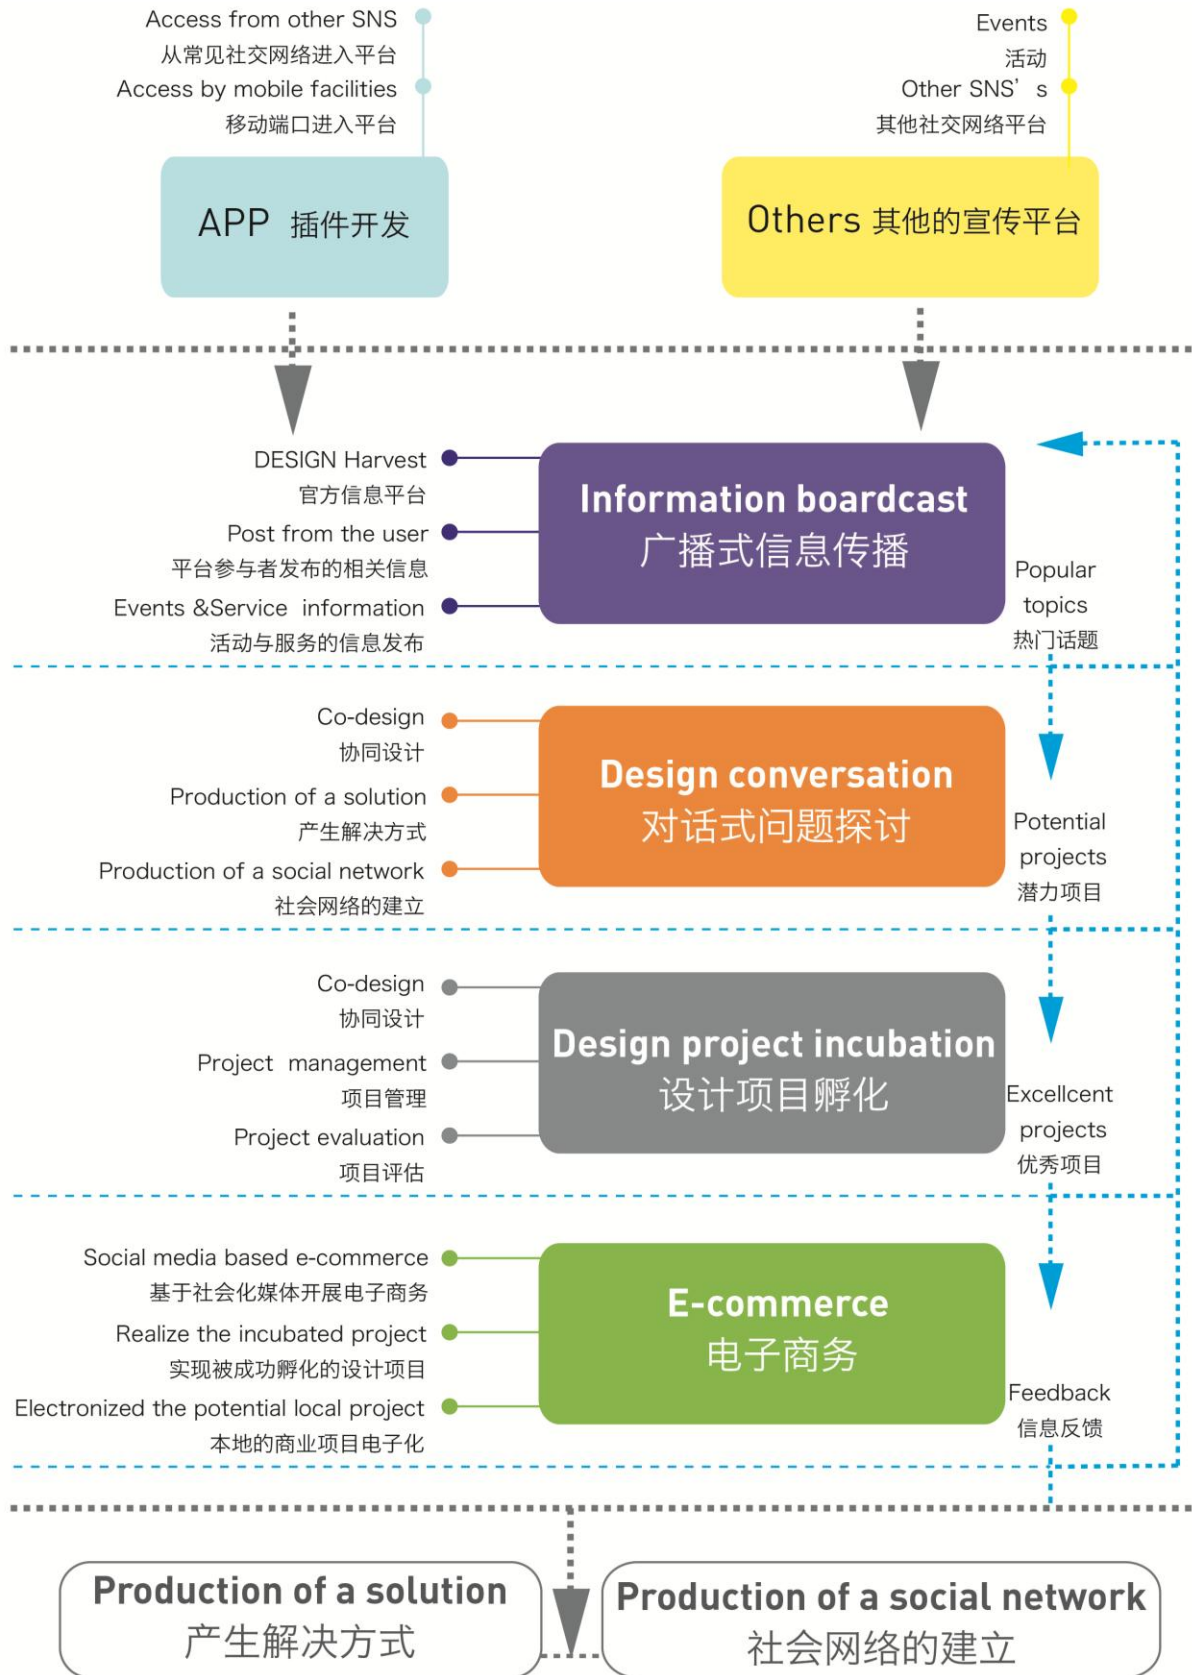 Access from other SNS
从常见社交网络进入平台
Access by mobile facilities
移动端口进入平台
Events
活动
Other SNS’s
其他社交网络平台
APP 插件开发
Others 其他的宣传平台
DESIGN Harvest
官方信息平台
Post from the user
平台参与者发布的相关信息
Events &Service information
活动与服务的信息发布
Information boardcast
广播式信息传播
Popular
topics
热门话题
Co-design
协同设计
Production of a solution
产生解决方式
Production of a social network
社会网络的建立
Design conversation
对话式问题探讨
Potential
projects
潜力项目
Co-design
协同设计
Project management
项目管理
Project evaluation
项目评估
Design project incubation
设计项目孵化
Excellcent
projects
优秀项目
Social media based e-commerce
基于社会化媒体开展电子商务
Realize the incubated project
实现被成功孵化的设计项目
Electronized the potential local project
本地的商业项目电子化
E-commerce
电子商务
Feedback
信息反馈
Production of a solution
产生解决方式
Production of a social network
社会网络的建立